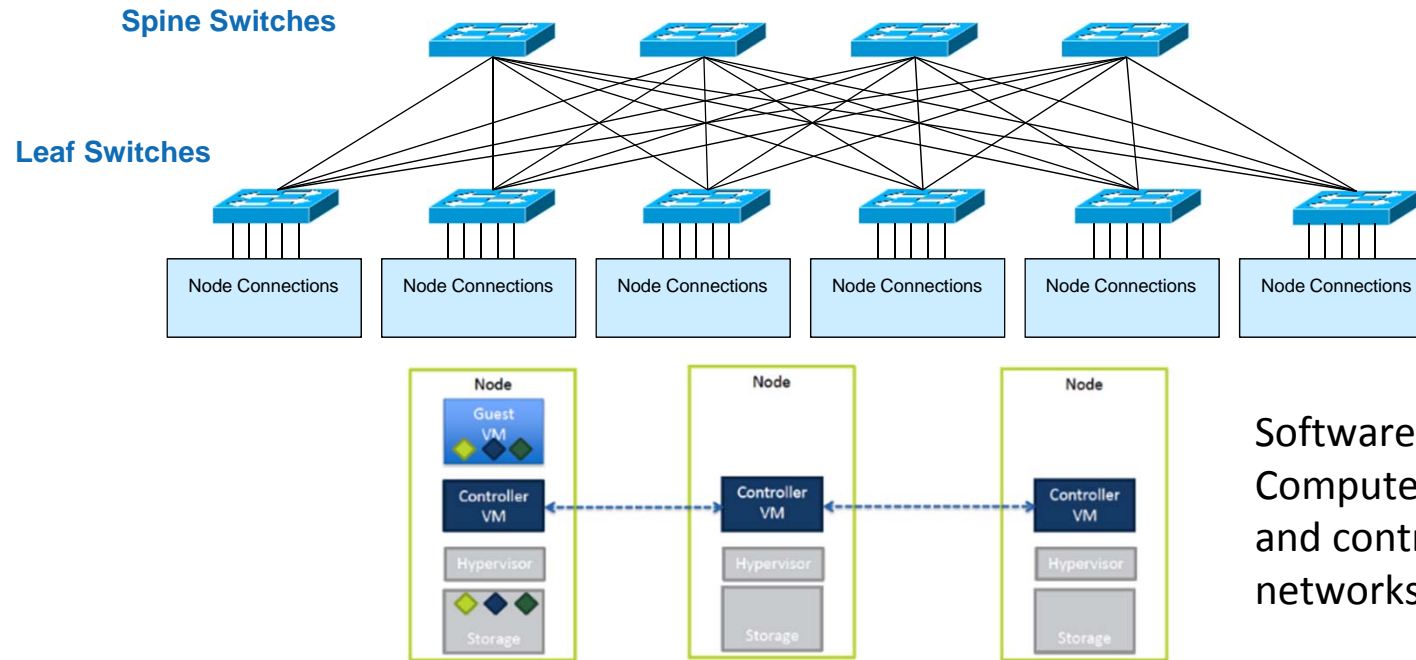 Spine Switches
Leaf Switches
Node Connections
Node Connections
Node Connections
Node Connections
Node Connections
Node Connections
Node
Guest
VM
Controller
VM
Hypervisor
Storage
Node
Controller
VM
Hypervisor
Storage
Node
Controller
VM
Hypervisor
Storage
Software
Compute
and contr
networks